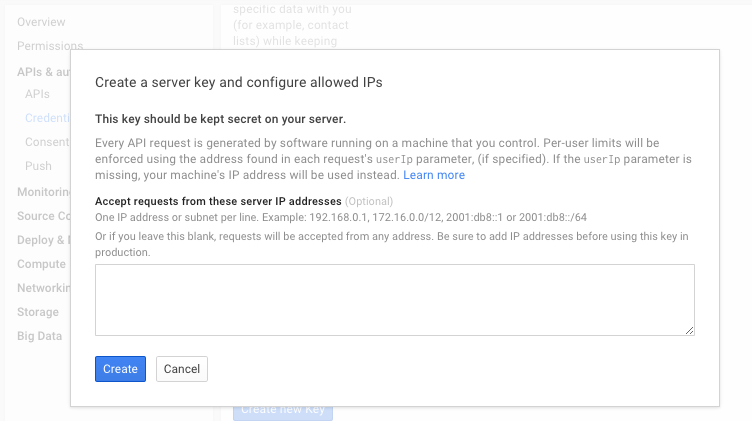 Overview
Permissions
APIs & au
APIs
Credenti
Consent
Push
Monitorin
Source Co
Deploy &
Compute
Networkin
Storage
Big Data
specific data with you
(for example, contact
lists) while keeping
Create a server key and configure allowed IPs
This key should be kept secret on your server.
Every API request is generated by software running on a machine that you control. Per-user limits will be
enforced using the address found in each request's userIp parameter, (if specified). If the userIp parameter is
missing, your machine's IP address will be used instead. Learn more
Accept requests from these server IP addresses (Optional)
One IP address or subnet per line. Example: 192.168.0.1, 172.16.0.0/12, 2001:db8::1 or 2001:db8::/64
Or if you leave this blank, requests will be accepted from any address. Be sure to add IP addresses before using this key in
production.
Create Cancel
Create new Key